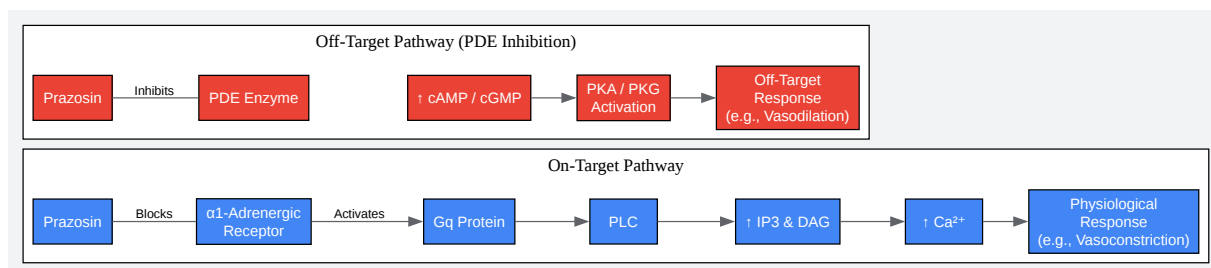 Off-Target Pathway (PDE Inhibition)
Prazosin
Inhibits
PDE Enzyme
↑ cAMP / cGMP
PKA / PKG
Activation
Off-Target
Response
(e.g., Vasodilation)
On-Target Pathway
Prazosin
Blocks
α1-Adrenergic
Receptor
Activates
Gq Protein
PLC
↑ IP3 & DAG
↑ Ca²⁺
Physiological
Response
(e.g., Vasoconstriction)